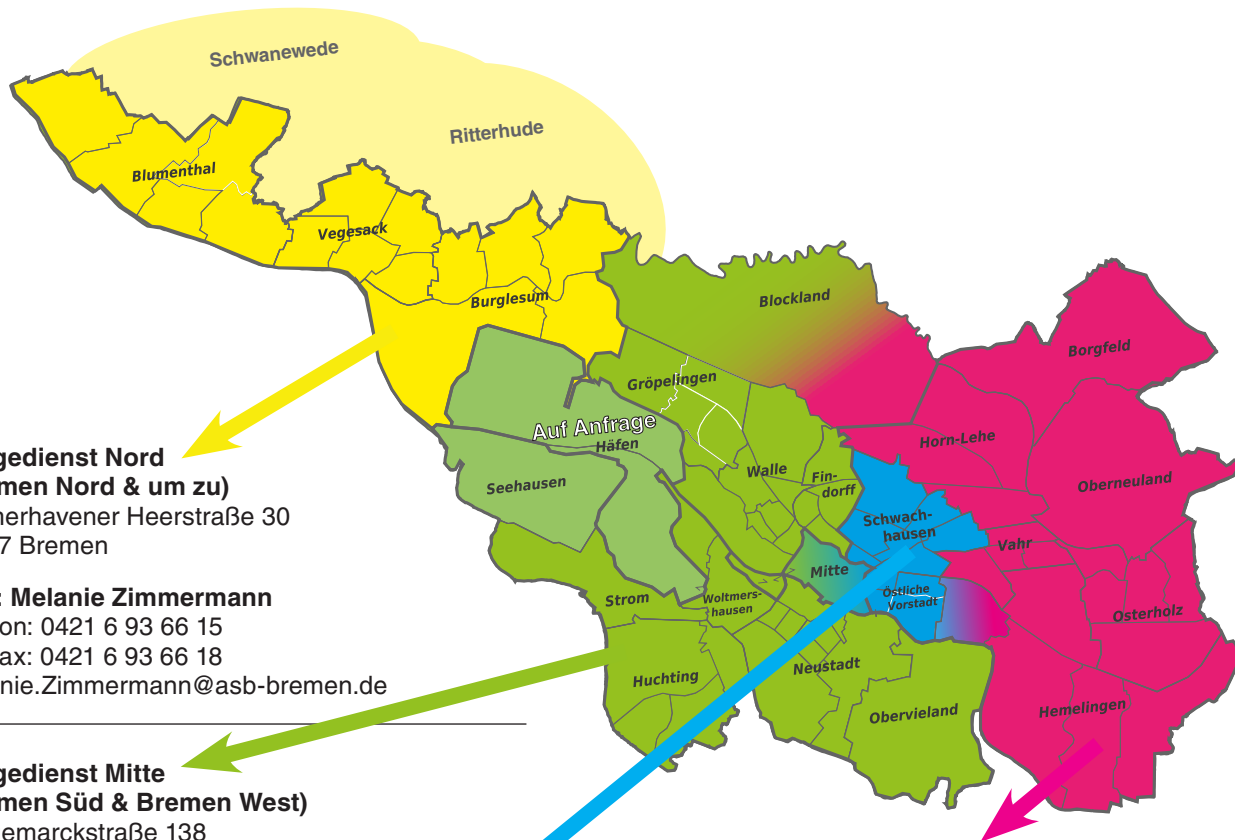 Schwanewede
Ritterhude
Blumenthal
Vegesack
Burglesum
Blockland
Borgfeld
Gröpelingen
Auf Anfrage
Häfen
Horn-Lehe
Walle
Fin-
dorff
Seehausen
Oberneuland
Schwach-
hausen
Vahr
Mitte
Östliche
Vorstadt
Strom
Woltmers-
hausen
Osterholz
Neustadt
Huchting
Obervieland
Hemelingen
gedienst Nord
men Nord & um zu)
nerhavener Heerstraße 30
7 Bremen
: Melanie Zimmermann
on: 0421 6 93 66 15
ax: 0421 6 93 66 18
nie.Zimmermann@asb-bremen.de
gedienst Mitte
men Süd & Bremen West)
emarckstraße 138